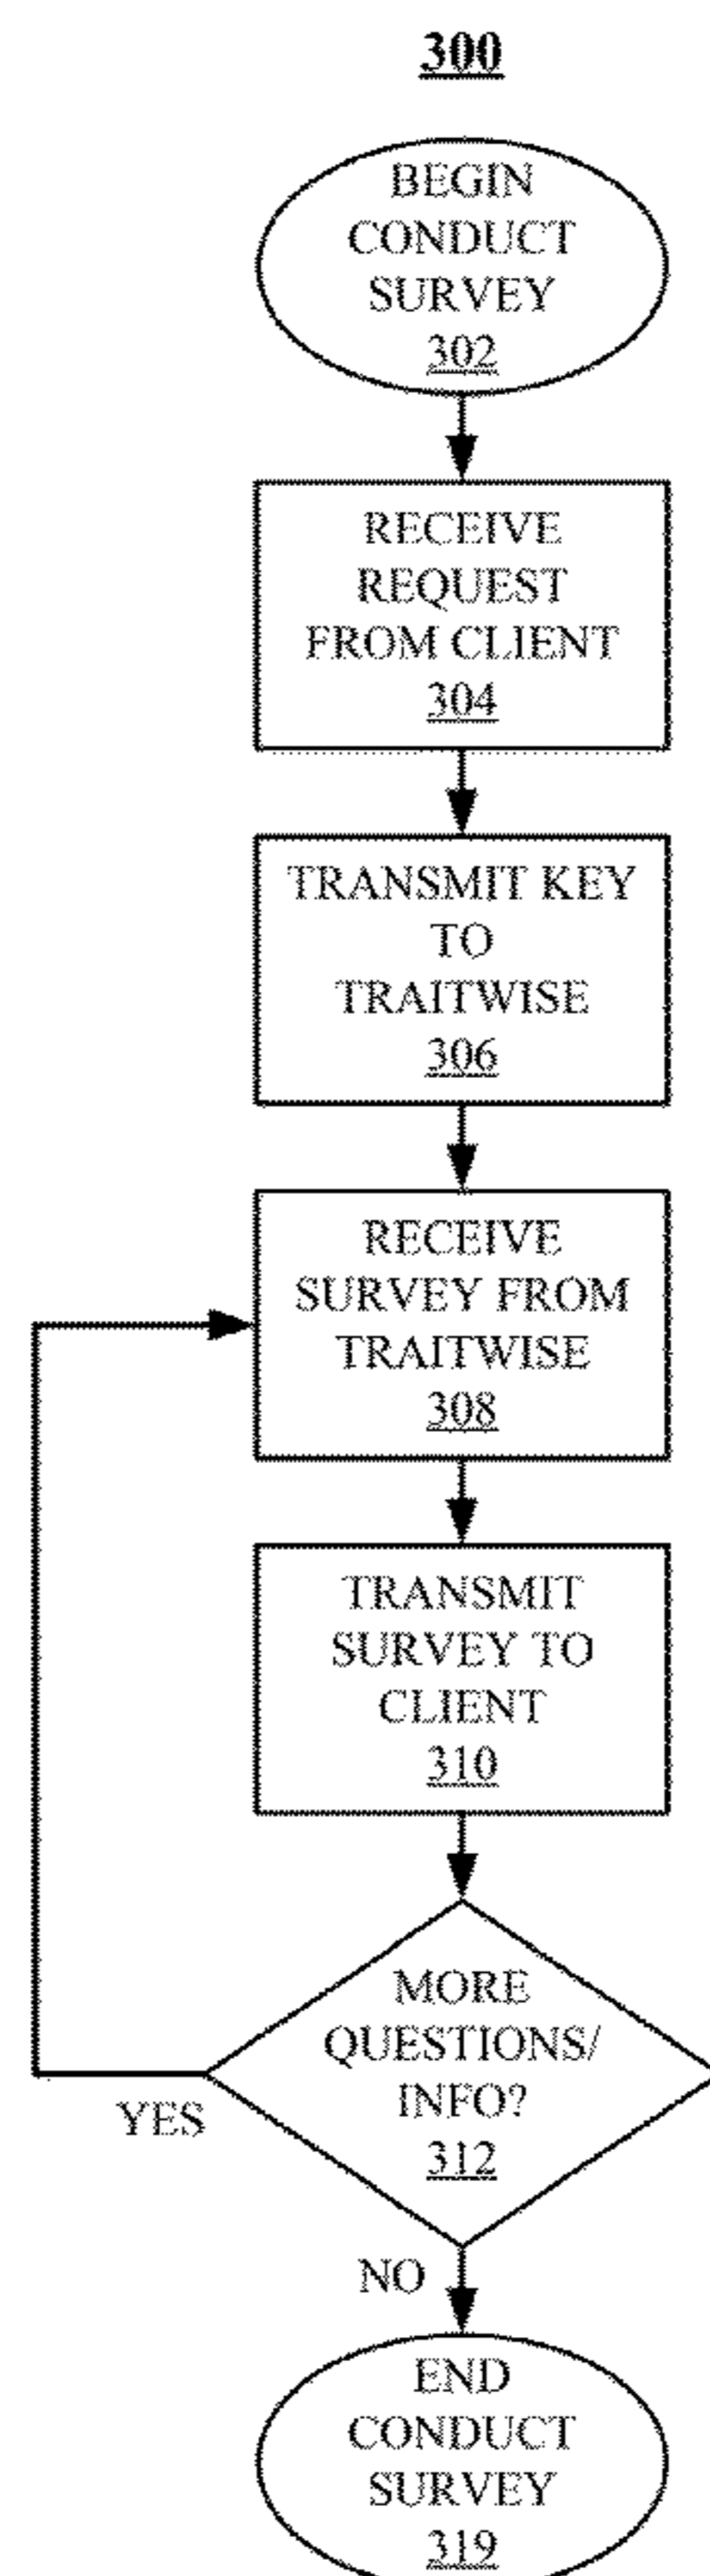 300
BEGIN
CONDUCT
SURVEY
302
RECEIVE
REQUEST
FROM CLIENT
304
TRANSMIT KEY
TO
TRAITWISE
306
RECEIVE
SURVEY FROM
TRAITWISE
308
TRANSMIT
SURVEY TO
CLIENT
310
MORE
QUESTIONS/
INFO?
312
YES
NO
END
CONDUCT
SURVEY
319